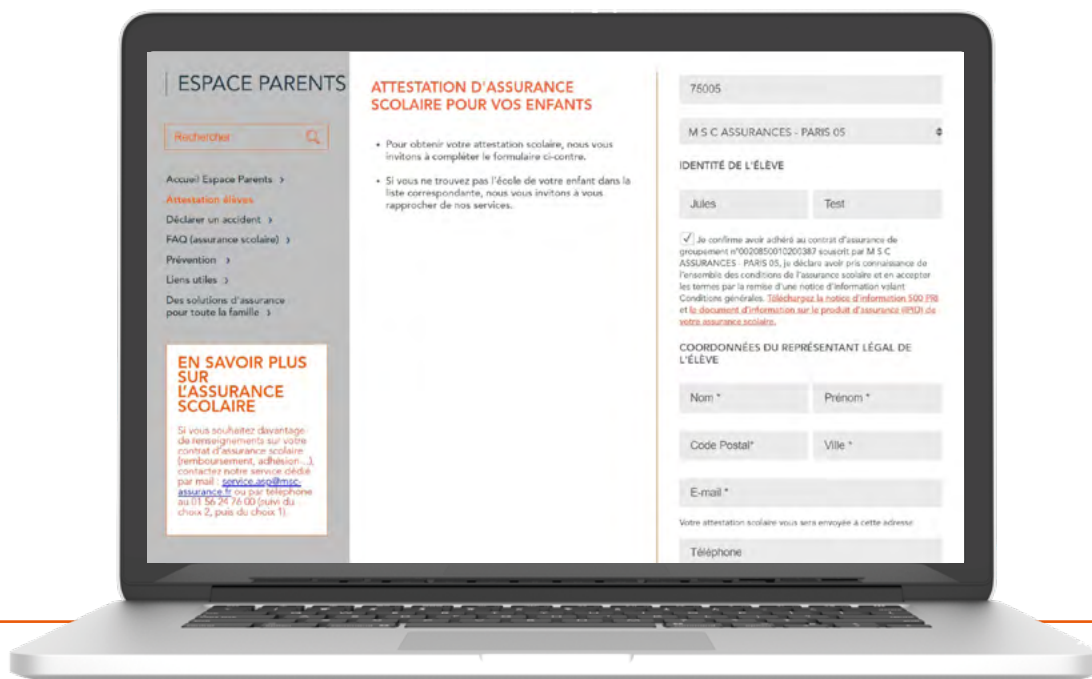 ESPACE PARENTS
Rechercher
Accueil Espace Parents >
Attestation élèves
Déclarer un accident >
FAQ (assurance scolaire) >
Prévention >
Liens utiles >
Des solutions d'assurance
pour toute la famille >
EN SAVOIR PLUS
SUR
L'ASSURANCE
SCOLAIRE
Si vous souhaitez davantage
de renseignements sur votre
contrat d'assurance scolaire
(remboursement, adhésion...),
contactez notre service dédié
par mail : service.asp@msc-
assurance.fr ou par téléphone
au 01 56 24 76 00 (suivi du
choix 2, puis du choix 1).
ATTESTATION D'ASSURANCE
SCOLAIRE POUR VOS ENFANTS
• Pour obtenir votre attestation scolaire, nous vous
invitons à compléter le formulaire ci-contre.
• Si vous ne trouvez pas l'école de votre enfant dans la
liste correspondante, nous vous invitons à vous
rapprocher de nos services.
75005
M S C ASSURANCES - PARIS 05
IDENTITÉ DE L'ÉLÈVE
Jules Test
Je confirme avoir adhéré au contrat d'assurance de
groupement n°0020850010200387 souscrit par M S C
ASSURANCES - PARIS 05, je déclare avoir pris connaissance de
l'ensemble des conditions de l'assurance scolaire et en accepter
les termes par la remise d'une notice d'information valant
Conditions générales. Téléchargez la notice d'information 500 PRI
et le document d'information sur le produit d'assurance (IPID) de
votre assurance scolaire.
COORDONNÉES DU REPRÉSENTANT LÉGAL DE
L'ÉLÈVE
Nom * Prénom *
Code Postal* Ville *
E-mail *
Votre attestation scolaire vous sera envoyée à cette adresse
Téléphone